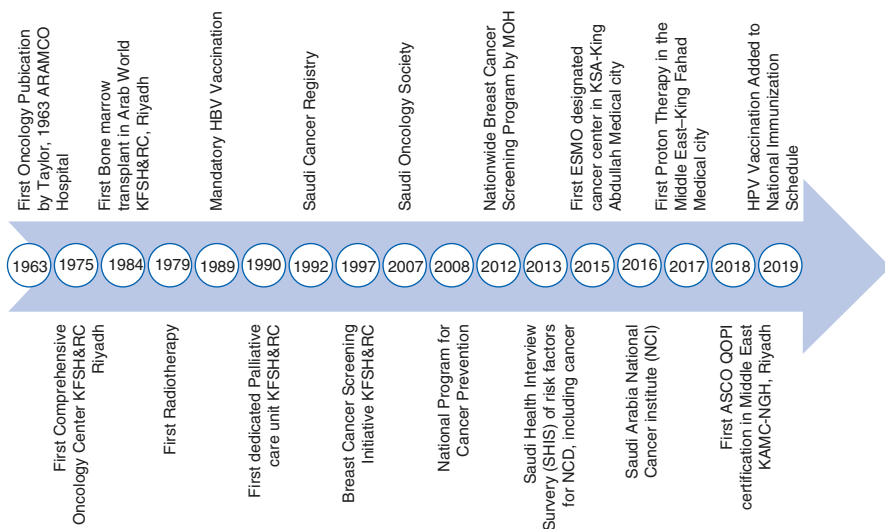 First Oncology Pubication
by Taylor, 1963 ARAMCO
Hospital
First Bone marrow
transplant in Arab World
KFSH&RC, Riyadh
Mandatory HBV Vaccination
Saudi Cancer Registry
Saudi Oncology Society
Nationwide Breast Cancer
Screening Program by MOH
First ESMO designated
cancer center in KSA-King
Abdullah Medical city
First Proton Therapy in the
Middle East–King Fahad
Medical city
HPV Vaccination Added to
National Immunization
Schedule
1963 1975 1984 1979 1989 1990 1992 1997 2007 2008 2012 2013 2015 2016 2017 2018 2019
First Comprehensive
Oncology Center KFSH&RC
Riyadh
First Radiotherapy
First dedicated Palliative
care unit KFSH&RC
Breast Cancer Screening
Initiative KFSH&RC
National Program for
Cancer Prevention
Saudi Health Interview
Survery (SHIS) of risk factors
for NCD, including cancer
Saudi Arabia National
Cancer institute (NCI)
First ASCO QOPI
certification in Middle East
KAMC-NGH, Riyadh